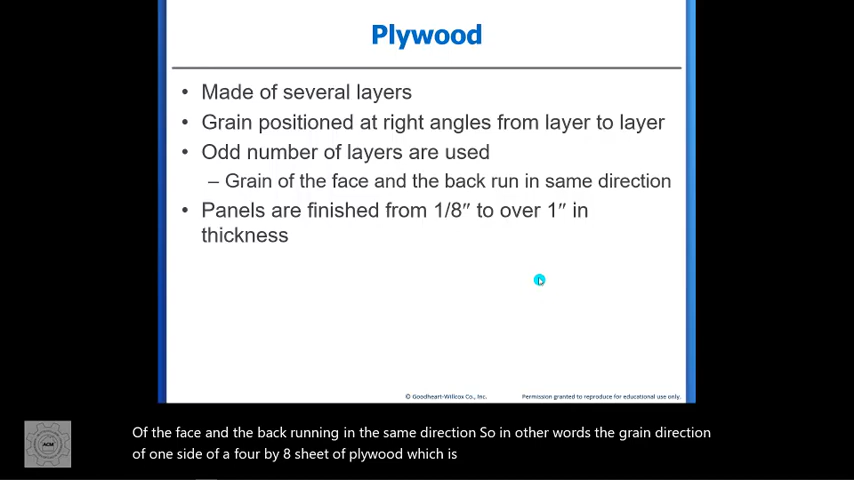 Plywood
• Made of several layers
• Grain positioned at right angles from layer to layer
• Odd number of layers are used
– Grain of the face and the back run in same direction
• Panels are finished from 1/8″ to over 1″ in
thickness
© Goodheart-Willcox Co., Inc. Permission granted to reproduce for educational use only.
Of the face and the back running in the same direction So in other words the grain direction
of one side of a four by 8 sheet of plywood which is
ACM